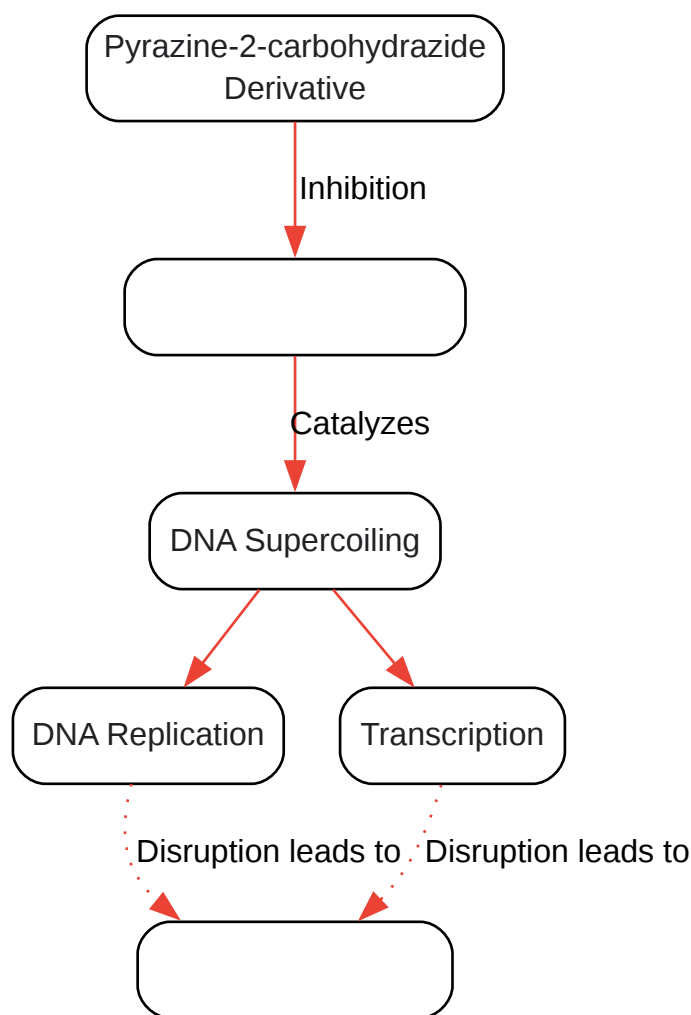 Pyrazine-2-carbohydrazide
Derivative
Inhibition
Catalyzes
DNA Supercoiling
DNA Replication
Transcription
Disruption leads to
Disruption leads to